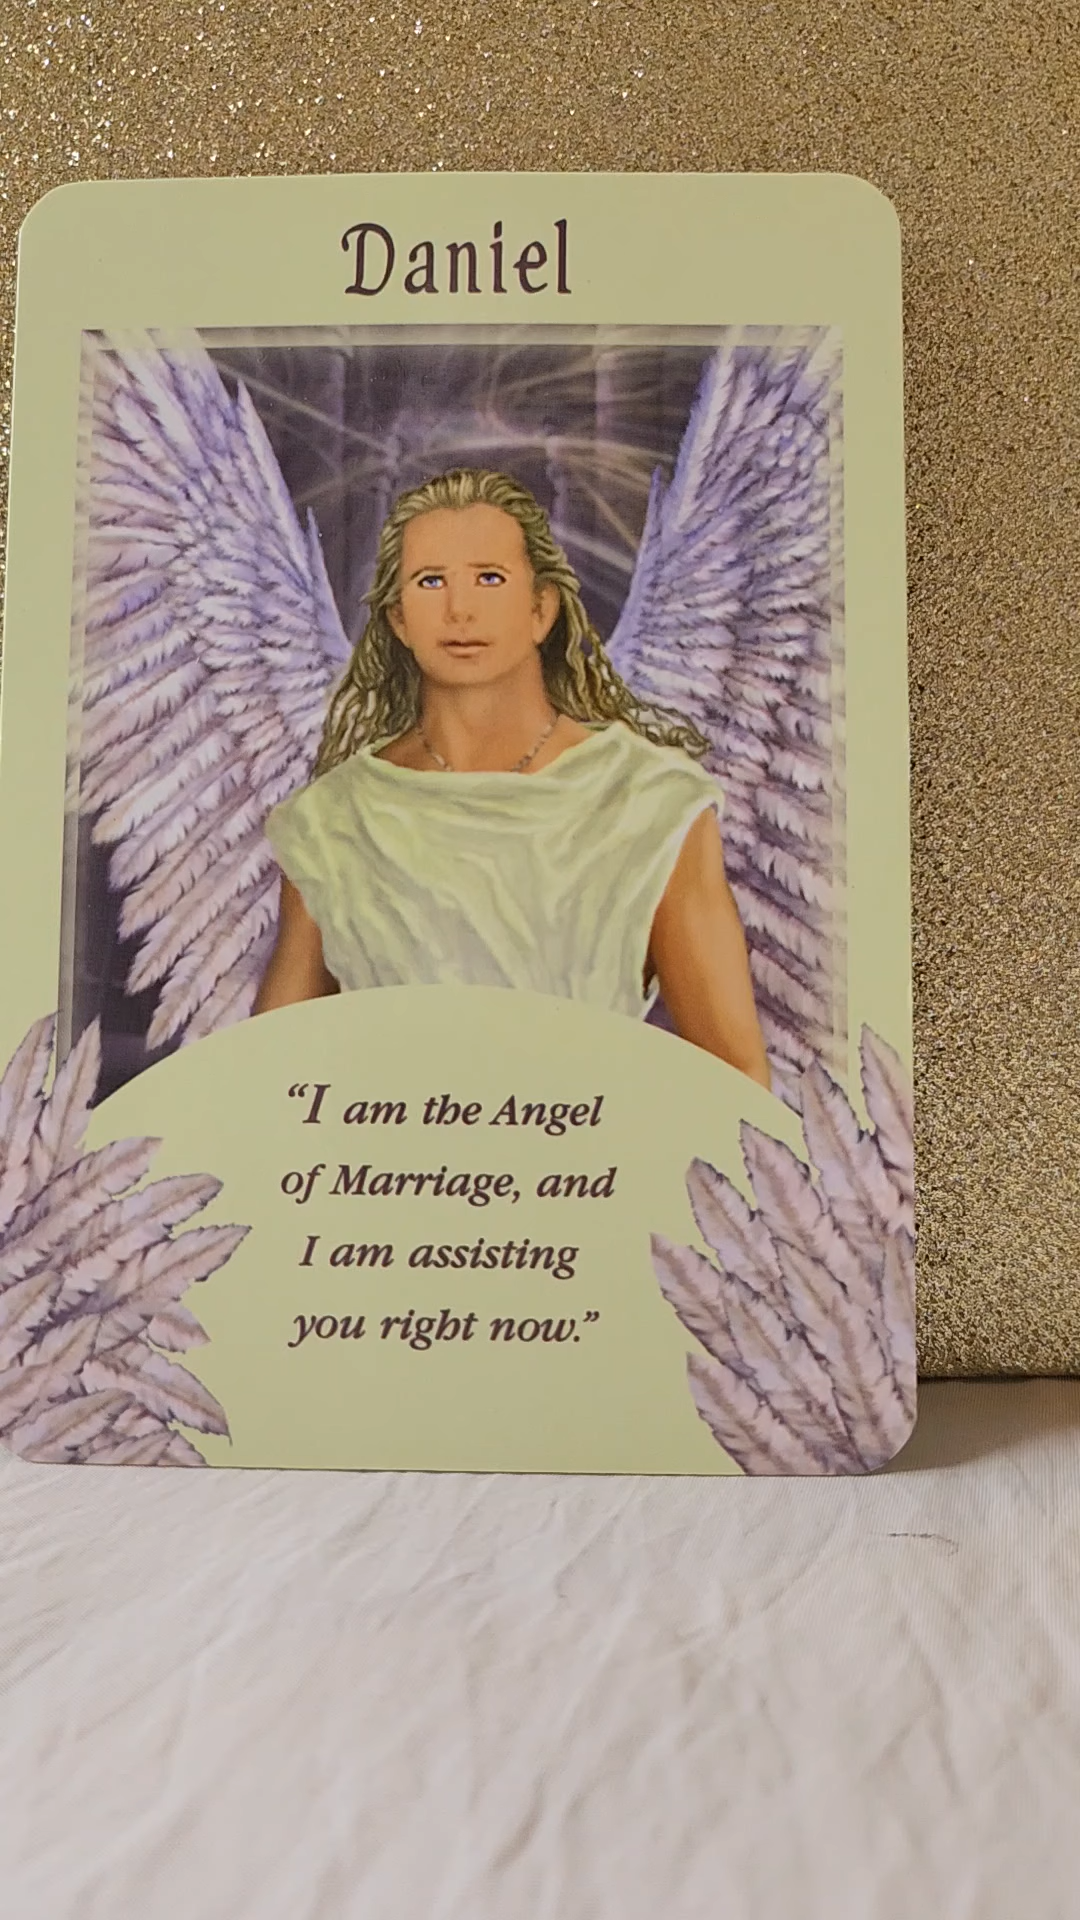 Daniel
“I am the Angel
of Marriage, and
I am assisting
you right now.”